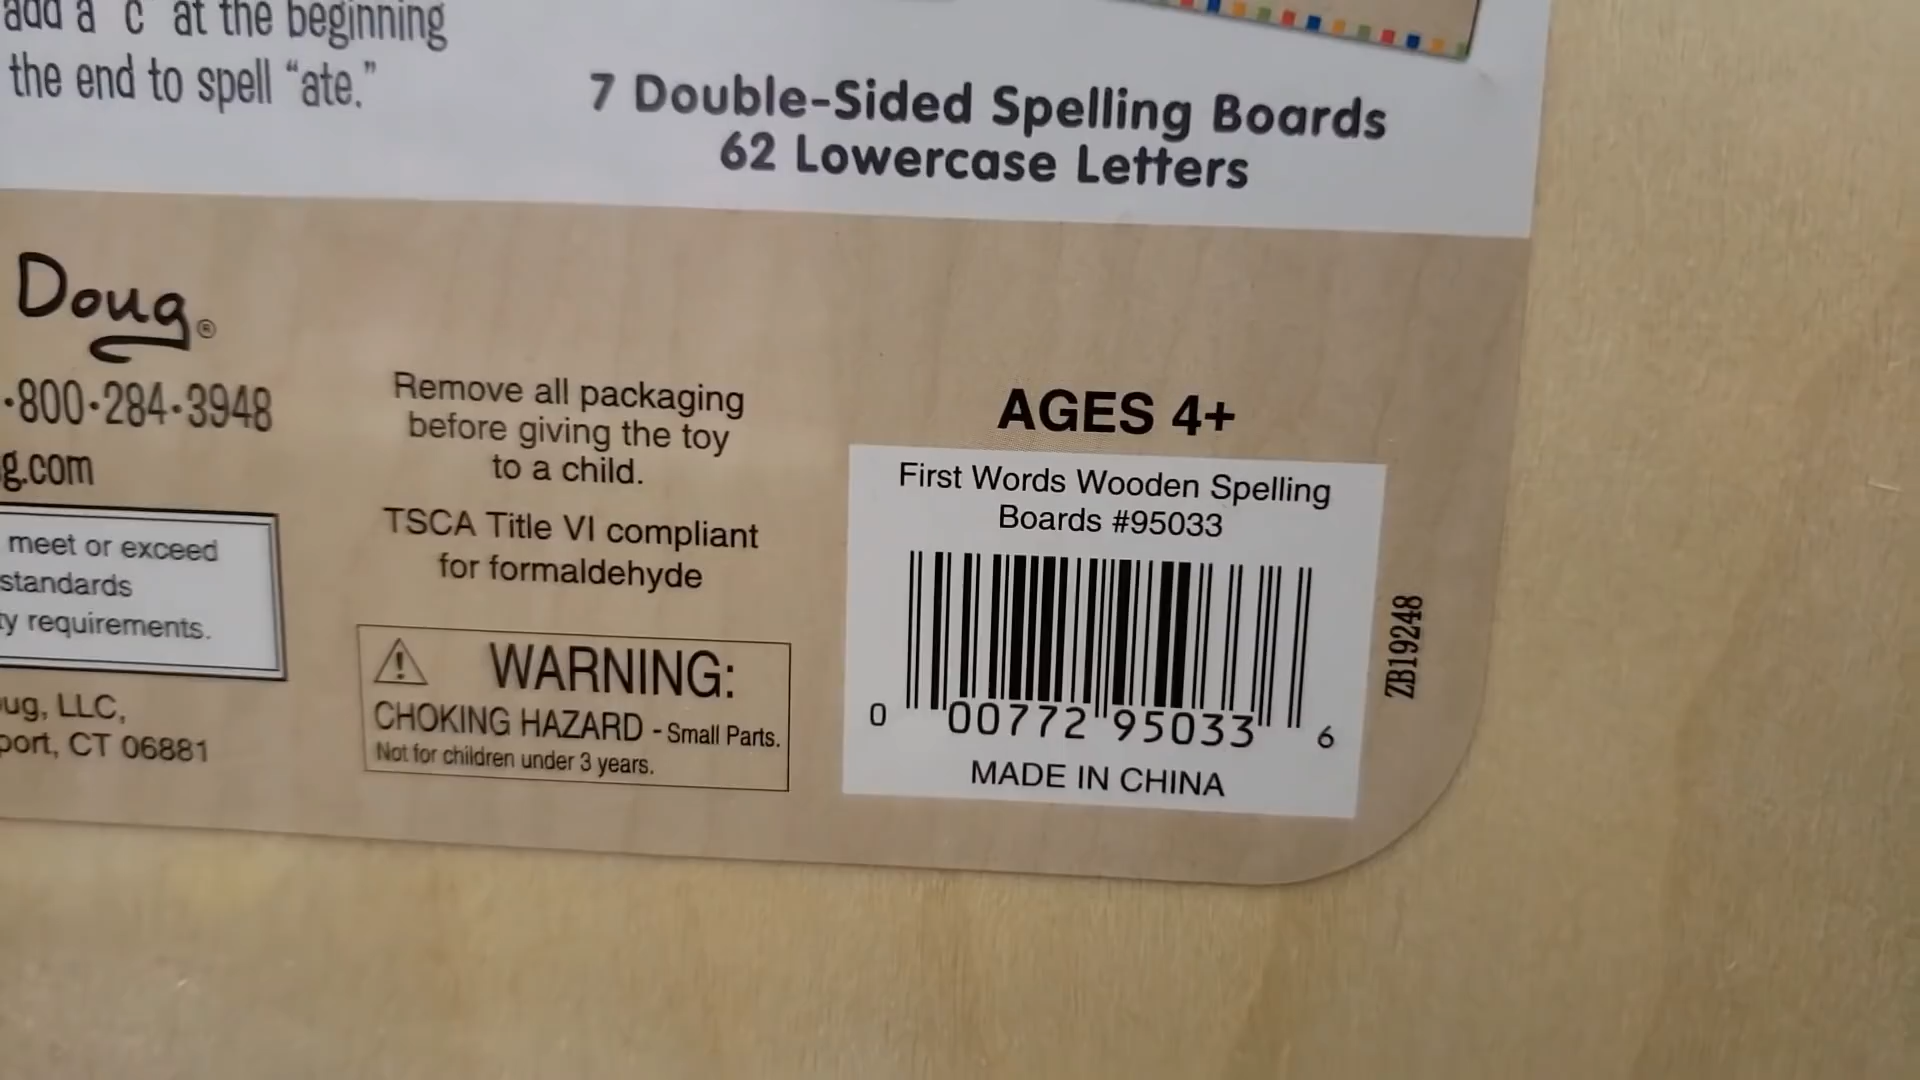 add a "c" at the beginning
the end to spell “ate.”
7 Double-Sided Spelling Boards
62 Lowercase Letters
Doug®
800·284·3948
g.com
meet or exceed
standards
ty requirements.
ug, LLC,
port, CT 06881
Remove all packaging
before giving the toy
to a child.
TSCA Title VI compliant
for formaldehyde
⚠ WARNING:
CHOKING HAZARD - Small Parts.
Not for children under 3 years.
AGES 4+
First Words Wooden Spelling
Boards #95033
0 00772 95033 6
MADE IN CHINA
ZB19248